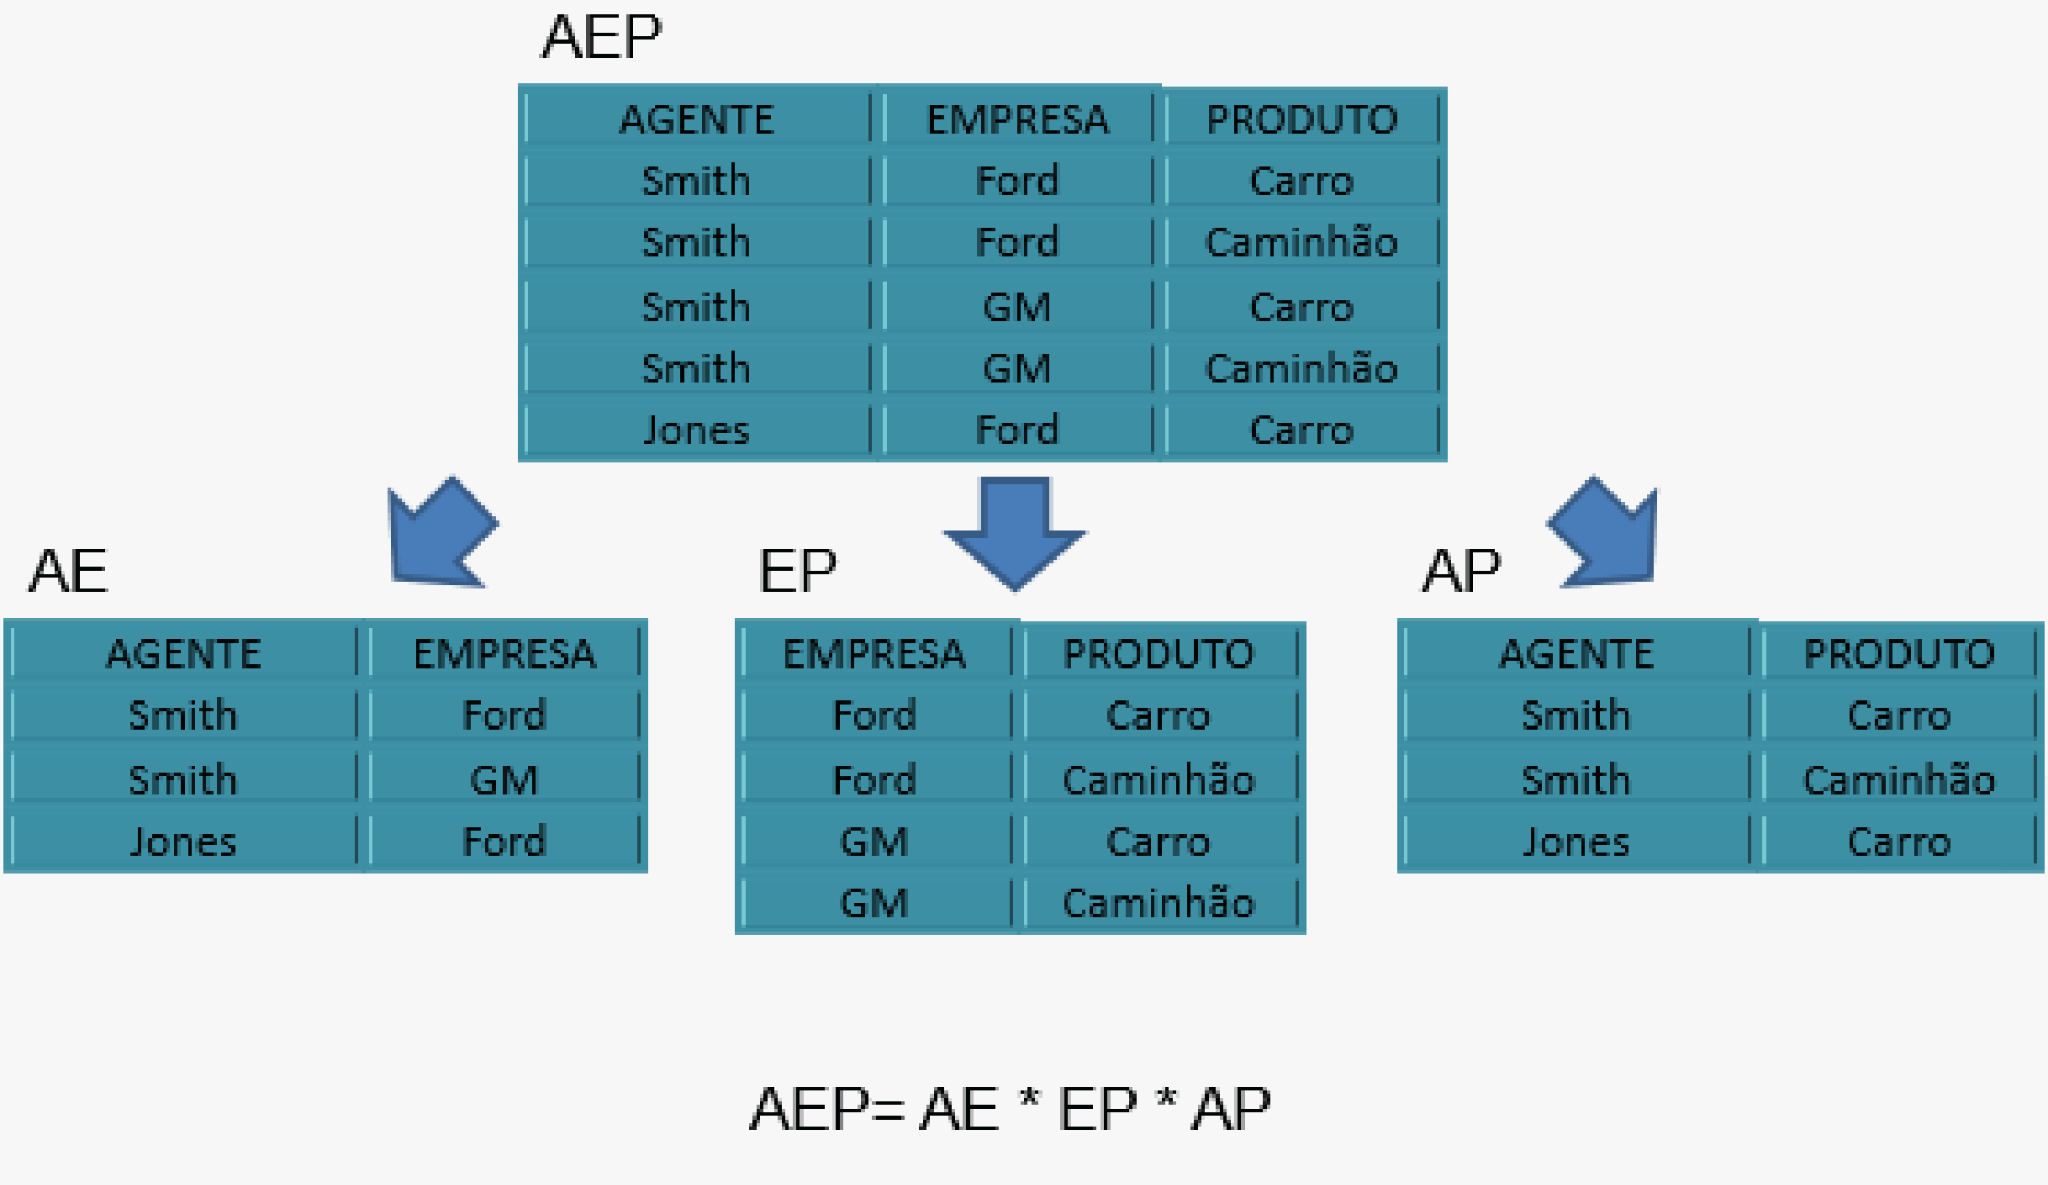 AEP
AGENTE EMPRESA PRODUTO
Smith Ford Carro
Smith Ford Caminhão
Smith GM Carro
Smith GM Caminhão
Jones Ford Carro
AE
AGENTE EMPRESA
Smith Ford
Smith GM
Jones Ford
EP
EMPRESA PRODUTO
Ford Carro
Ford Caminhão
GM Carro
GM Caminhão
AP
AGENTE PRODUTO
Smith Carro
Smith Caminhão
Jones Carro
AEP= AE * EP * AP